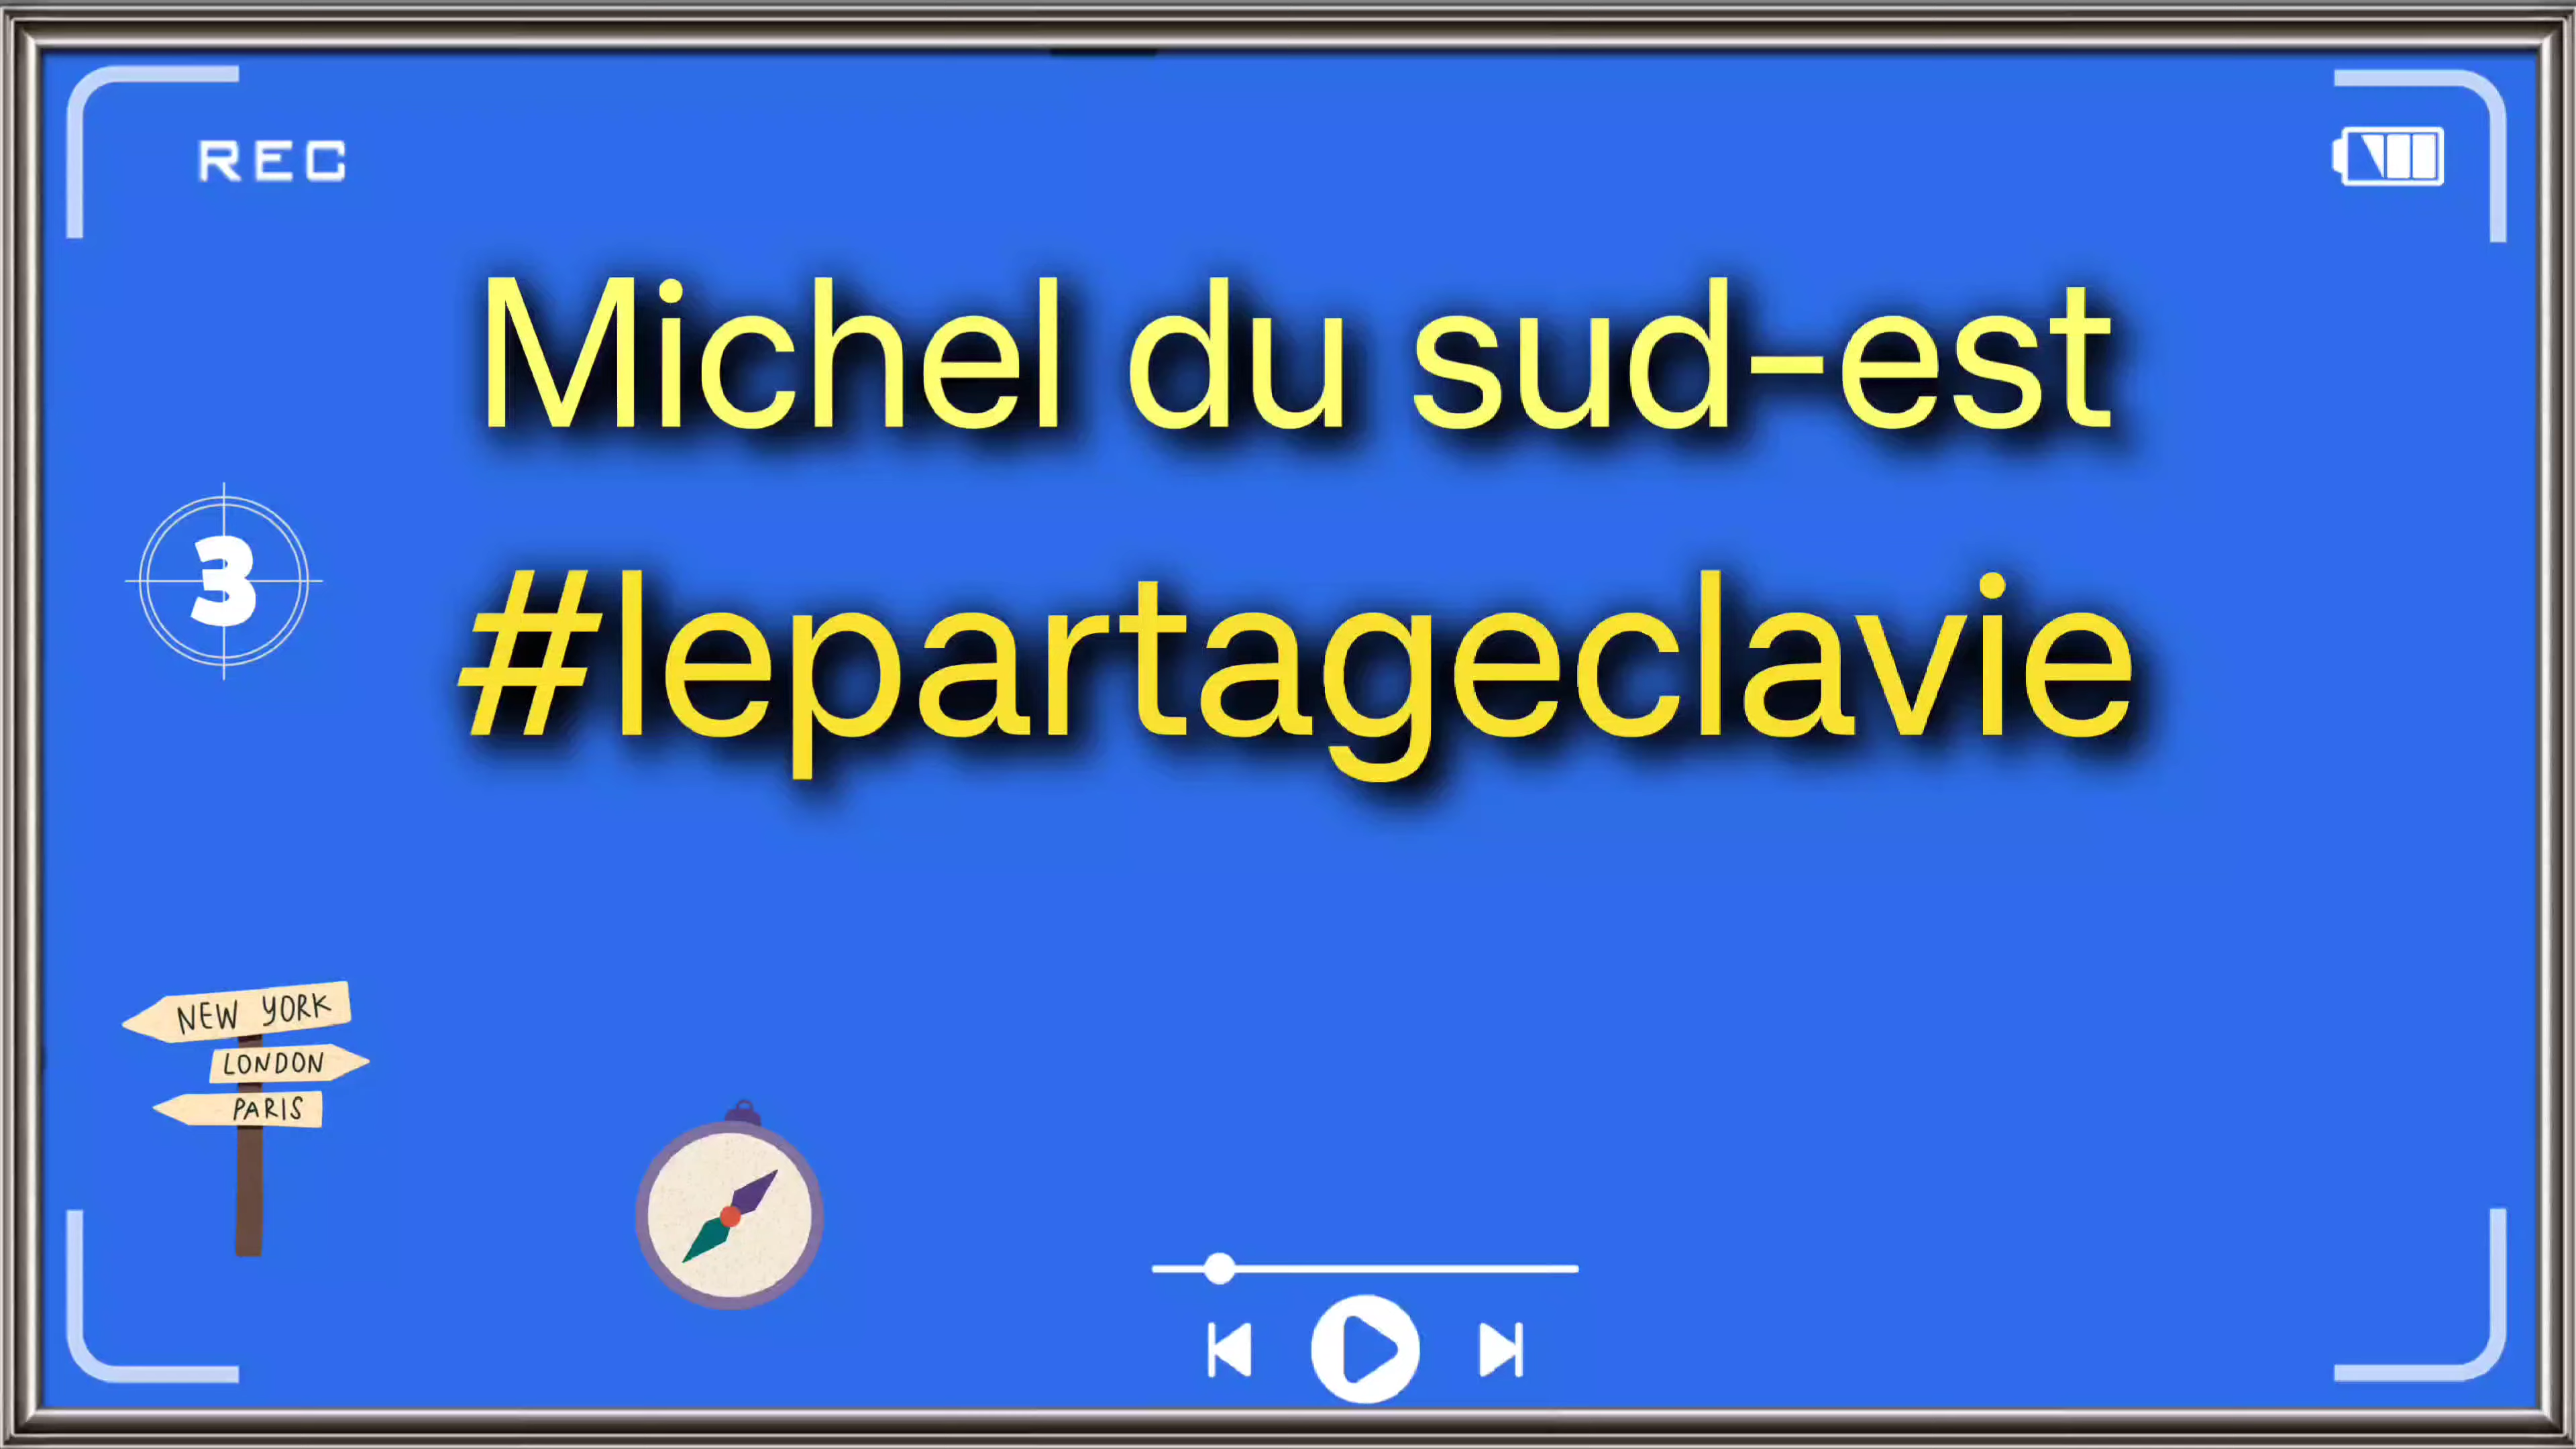 REC
Michel du sud-est
3
#lepartageclavie
NEW YORK
LONDON
PARIS